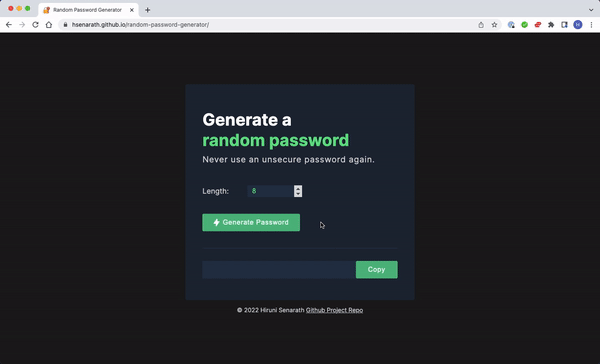 Random Password Generator
hsenarath.github.io/random-password-generator/
H
Generate a
random password
Never use an unsecure password again.
Length: 8
Generate Password
Copy
© 2022 Hiruni Senarath Github Project Repo